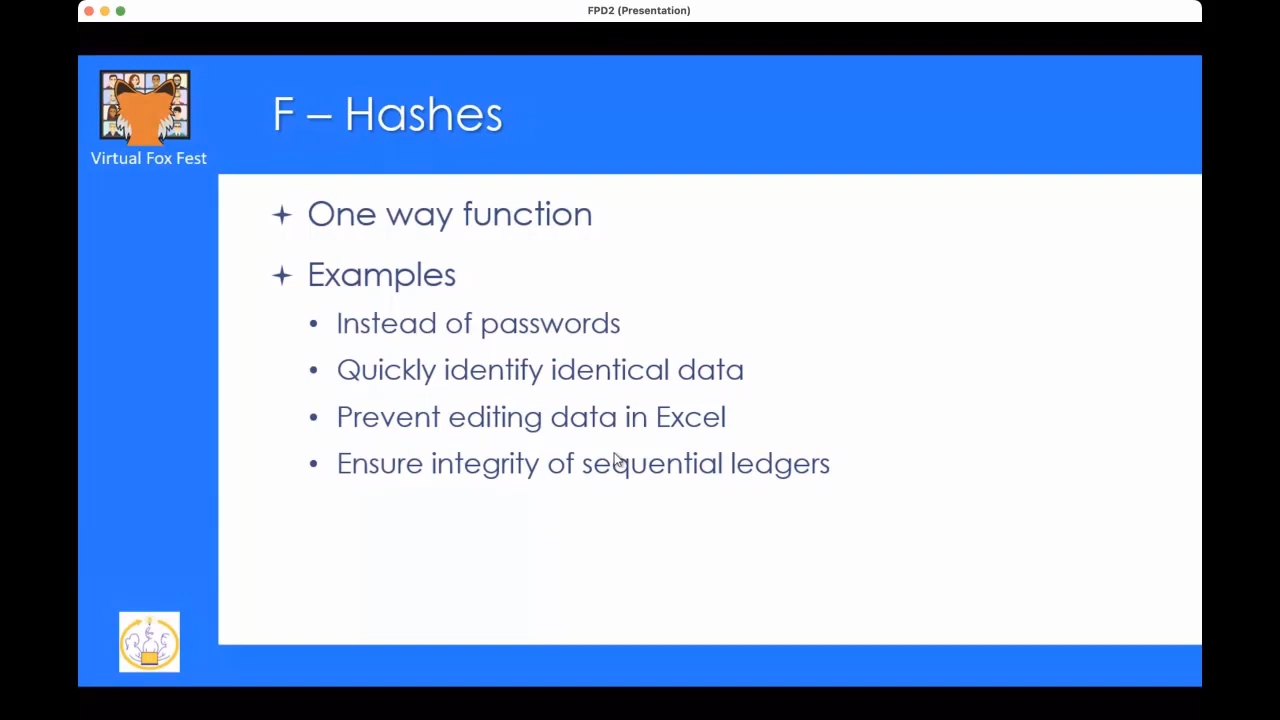 FPD2 (Presentation)
Virtual Fox Fest
F – Hashes
One way function
Examples
Instead of passwords
Quickly identify identical data
Prevent editing data in Excel
Ensure integrity of sequential ledgers